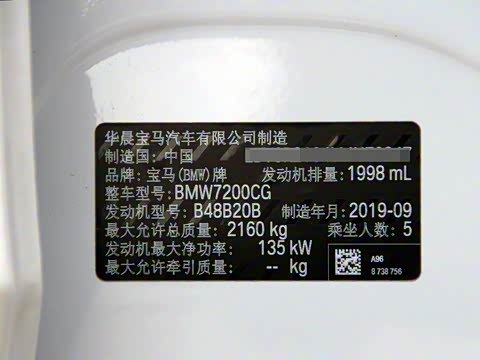 华晨宝马汽车有限公司制造
制造国: 中国
品牌: 宝马(BMW)牌 发动机排量: 1998 mL
整车型号: BMW7200CG
发动机型号: B48B20B 制造年月: 2019-09
最大允许总质量: 2160 kg 乘坐人数: 5
发动机最大净功率: 135 kW
最大允许牵引质量: -- kg
A96
8 738 756